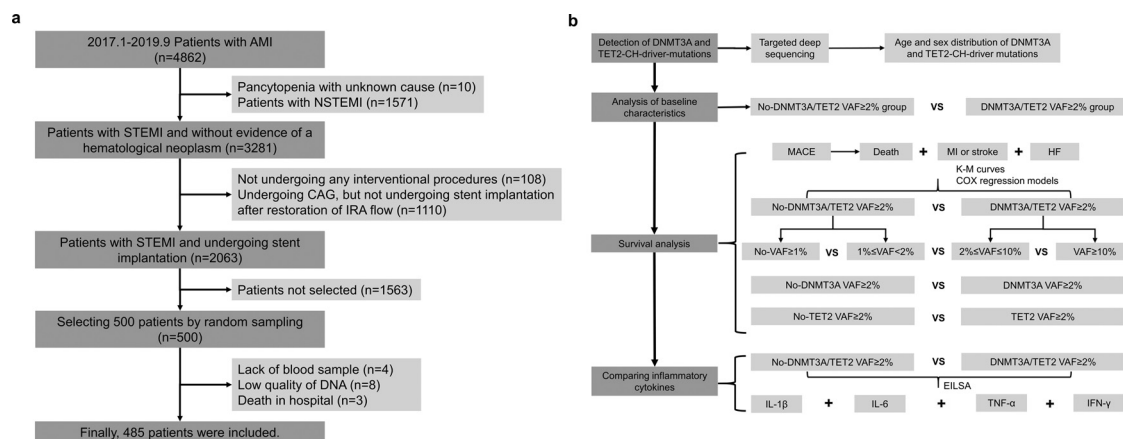 a
2017.1-2019.9 Patients with AMI
(n=4862)
Pancytopenia with unknown cause (n=10)
Patients with NSTEMI (n=1571)
Patients with STEMI and without evidence of a
hematological neoplasm (n=3281)
Not undergoing any interventional procedures (n=108)
Undergoing CAG, but not undergoing stent implantation
after restoration of IRA flow (n=1110)
Patients with STEMI and undergoing stent
implantation (n=2063)
Patients not selected (n=1563)
Selecting 500 patients by random sampling
(n=500)
Lack of blood sample (n=4)
Low quality of DNA (n=8)
Death in hospital (n=3)
Finally, 485 patients were included.
b
Detection of DNMT3A and
TET2-CH-driver-mutations
Targeted deep
sequencing
Age and sex distribution of DNMT3A
and TET2-CH-driver mutations
Analysis of baseline
characteristics
No-DNMT3A/TET2 VAF≥2% group
VS
DNMT3A/TET2 VAF≥2% group
MACE
Death
+
MI or stroke
+
HF
K-M curves
COX regression models
No-DNMT3A/TET2 VAF≥2%
VS
DNMT3A/TET2 VAF≥2%
Survival analysis
No-VAF≥1%
VS
1%≤VAF<2%
VS
2%≤VAF≤10%
VS
VAF≥10%
No-DNMT3A VAF≥2%
VS
DNMT3A VAF≥2%
No-TET2 VAF≥2%
VS
TET2 VAF≥2%
Comparing inflammatory
cytokines
No-DNMT3A/TET2 VAF≥2%
VS
DNMT3A/TET2 VAF≥2%
EILSA
IL-1β
+
IL-6
+
TNF-α
+
IFN-γ